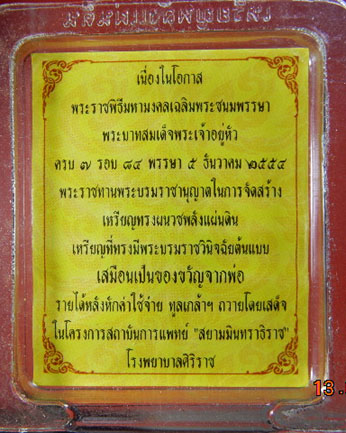 เนื่องในโอกาส
พระราชพิธีมหามงคลเฉลิมพระชนมพรรษา
พระบาทสมเด็จพระเจ้าอยู่หัว
ครบ ๗ รอบ ๘๔ พรรษา ๕ ธันวาคม ๒๕๕๔
พระราชทานพระบรมราชานุญาตในการจัดสร้าง
เหรียญทรงผนวชพลังแผ่นดิน
เหรียญที่ทรงมีพระบรมราชวินิจฉัยต้นแบบ
เสมือนเป็นของขวัญจากพ่อ
รายได้หลังหักค่าใช้จ่าย ทูลเกล้าฯ ถวายโดยเสด็จ
ในโครงการสถาบันการแพทย์ "สยามมินทราธิราช"
โรงพยาบาลศิริราช
13.